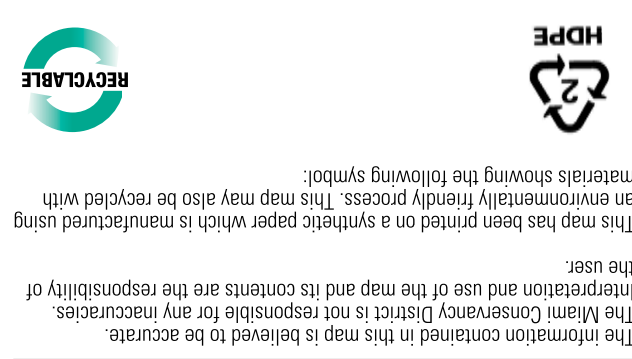 The information contained in this map is believed to be accurate.
The Miami Conservancy District is not responsible for any inaccuracies.
Interpretation and use of the map and its contents are the responsibility of
the user.
This map has been printed on a synthetic paper which is manufactured using
an environmentally friendly process. This map may also be recycled with
materials showing the following symbol:
2
HDPE
RECYCLABLE